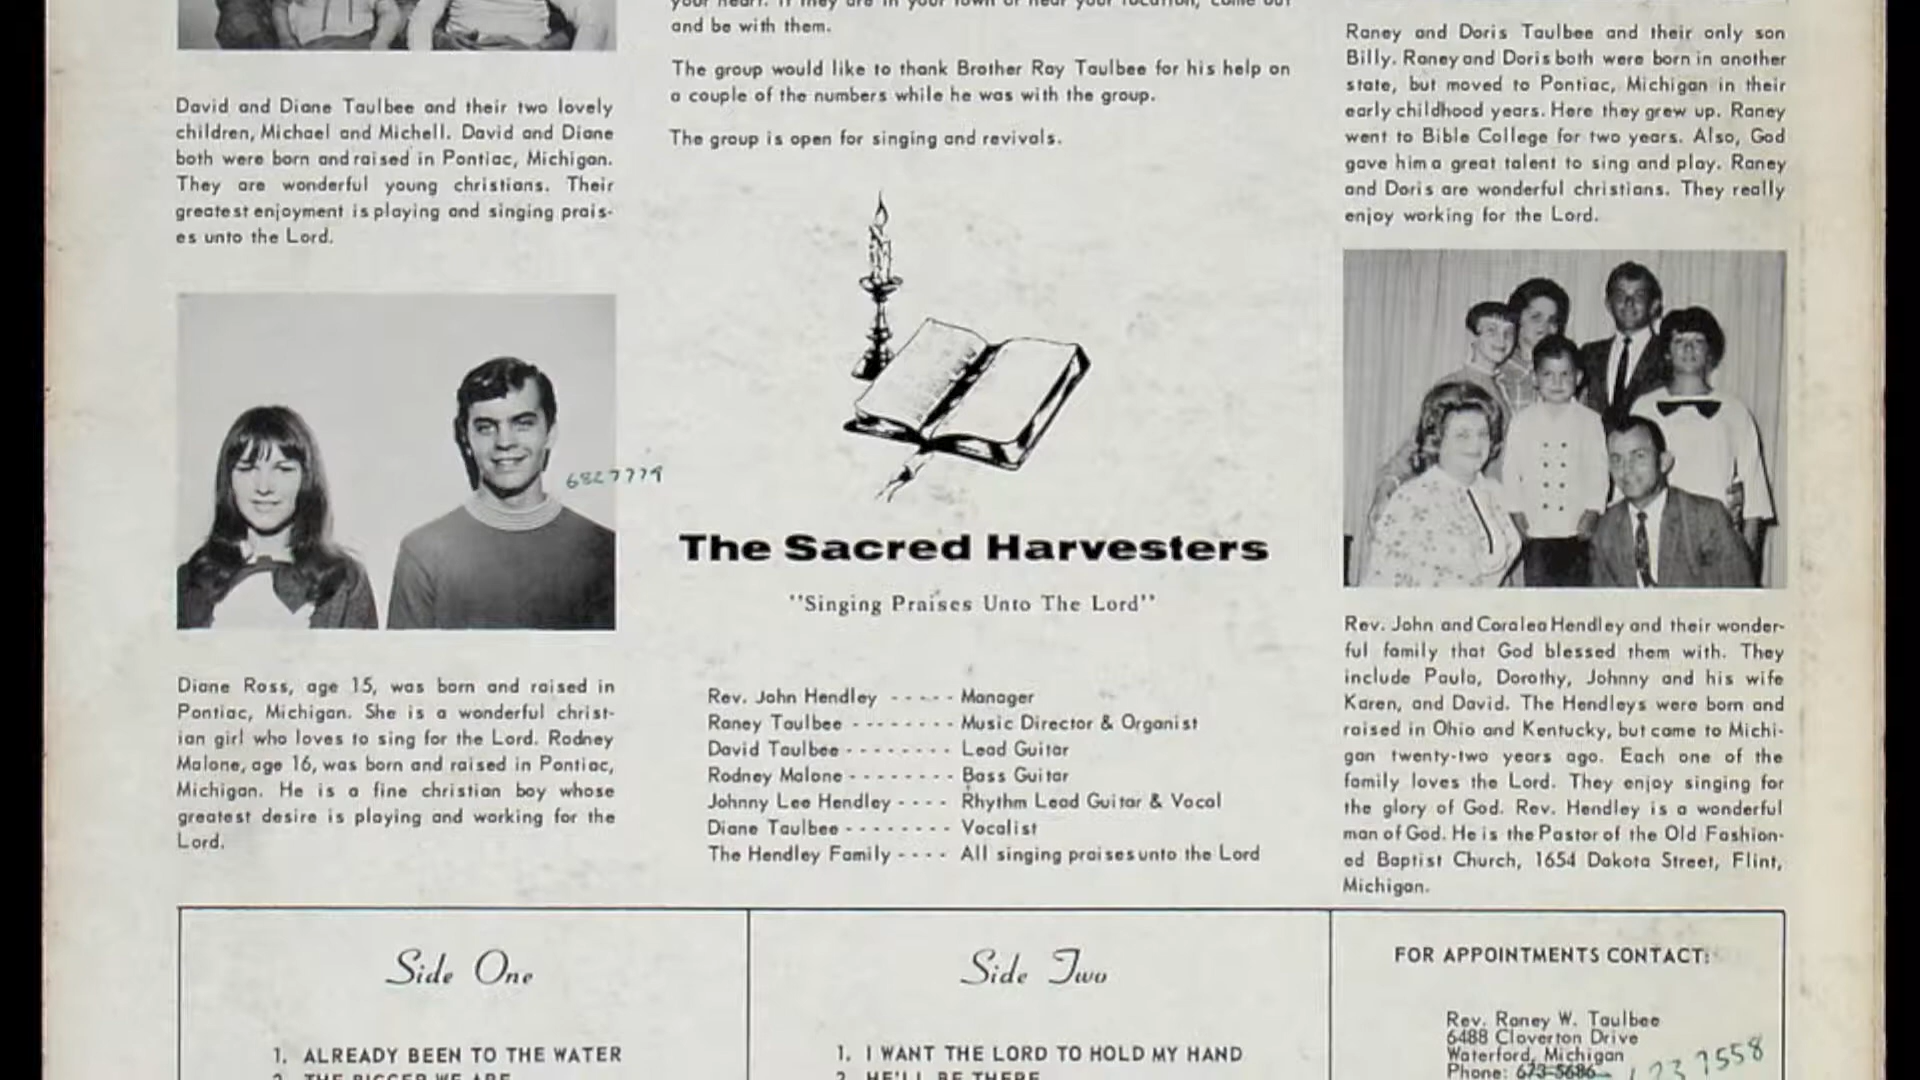 and be with them.
The group would like to thank Brother Ray Taulbee for his help on
a couple of the numbers while he was with the group.
The group is open for singing and revivals.
David and Diane Taulbee and their two lovely
children, Michael and Michell. David and Diane
both were born and raised in Pontiac, Michigan.
They are wonderful young christians. Their
greatest enjoyment is playing and singing prais-
es unto the Lord.
6827779
Diane Ross, age 15, was born and raised in
Pontiac, Michigan. She is a wonderful christ-
ian girl who loves to sing for the Lord. Rodney
Malone, age 16, was born and raised in Pontiac,
Michigan. He is a fine christian boy whose
greatest desire is playing and working for the
Lord.
The Sacred Harvesters
''Singing Praises Unto The Lord''
Rev. John Hendley ----- Manager
Raney Taulbee -------- Music Director & Organist
David Taulbee -------- Lead Guitar
Rodney Malone -------- Bass Guitar
Johnny Lee Hendley ---- Rhythm Lead Guitar & Vocal
Diane Taulbee -------- Vocalist
The Hendley Family ---- All singing praises unto the Lord
Raney and Doris Taulbee and their only son
Billy. Raney and Doris both were born in another
state, but moved to Pontiac, Michigan in their
early childhood years. Here they grew up. Raney
went to Bible College for two years. Also, God
gave him a great talent to sing and play. Raney
and Doris are wonderful christians. They really
enjoy working for the Lord.
Rev. John and Coralea Hendley and their wonder-
ful family that God blessed them with. They
include Paula, Dorothy, Johnny and his wife
Karen, and David. The Hendleys were born and
raised in Ohio and Kentucky, but came to Michi-
gan twenty-two years ago. Each one of the
family loves the Lord. They enjoy singing for
the glory of God. Rev. Hendley is a wonderful
man of God. He is the Pastor of the Old Fashion-
ed Baptist Church, 1654 Dakota Street, Flint,
Michigan.
Side One
1. ALREADY BEEN TO THE WATER
2. THE BIGGER WE ARE
Side Two
1. I WANT THE LORD TO HOLD MY HAND
2. HE'LL BE THERE
FOR APPOINTMENTS CONTACT:
Rev. Raney W. Taulbee
6488 Cloverton Drive
Waterford, Michigan
Phone: 673-5686
7558